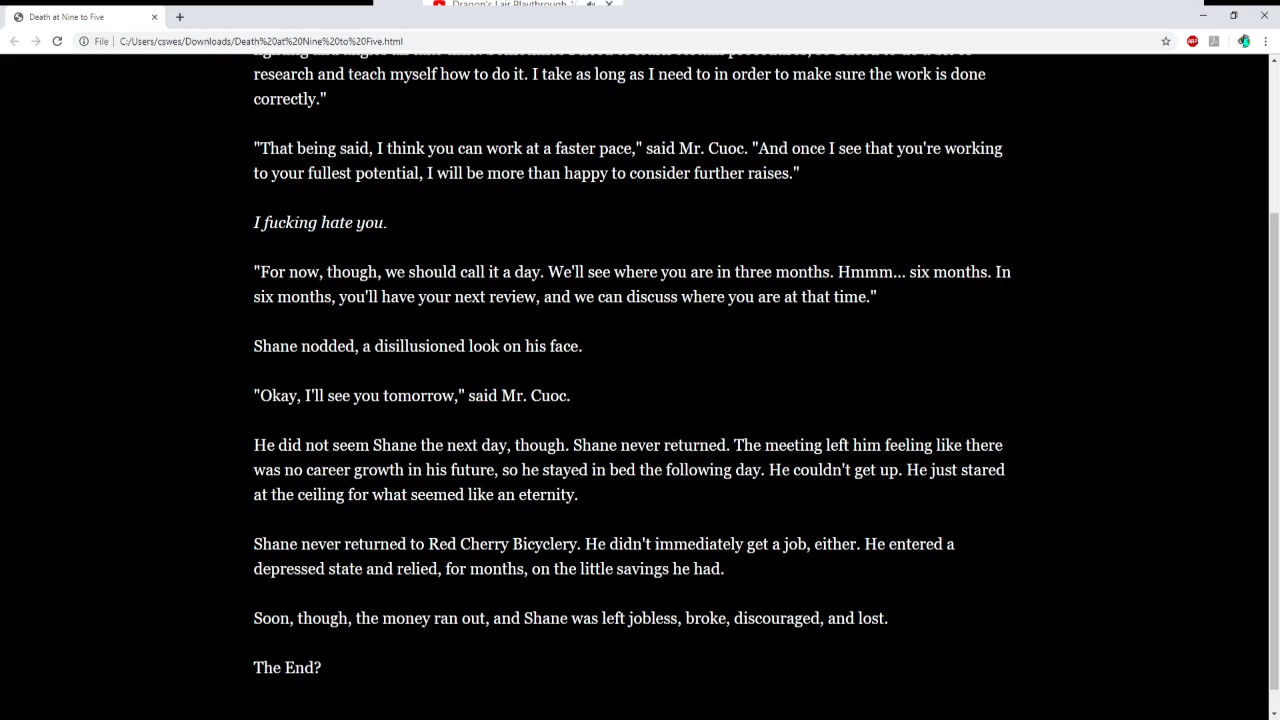 Dragon's Lair Playthrough
Death at Nine to Five
File
C:/Users/cswes/Downloads/Death%20at%20Nine%20to%20Five.html
research and teach myself how to do it. I take as long as I need to in order to make sure the work is done
correctly."
"That being said, I think you can work at a faster pace," said Mr. Cuoc. "And once I see that you're working
to your fullest potential, I will be more than happy to consider further raises."
I fucking hate you.
"For now, though, we should call it a day. We'll see where you are in three months. Hmmm... six months. In
six months, you'll have your next review, and we can discuss where you are at that time."
Shane nodded, a disillusioned look on his face.
"Okay, I'll see you tomorrow," said Mr. Cuoc.
He did not seem Shane the next day, though. Shane never returned. The meeting left him feeling like there
was no career growth in his future, so he stayed in bed the following day. He couldn't get up. He just stared
at the ceiling for what seemed like an eternity.
Shane never returned to Red Cherry Bicyclery. He didn't immediately get a job, either. He entered a
depressed state and relied, for months, on the little savings he had.
Soon, though, the money ran out, and Shane was left jobless, broke, discouraged, and lost.
The End?